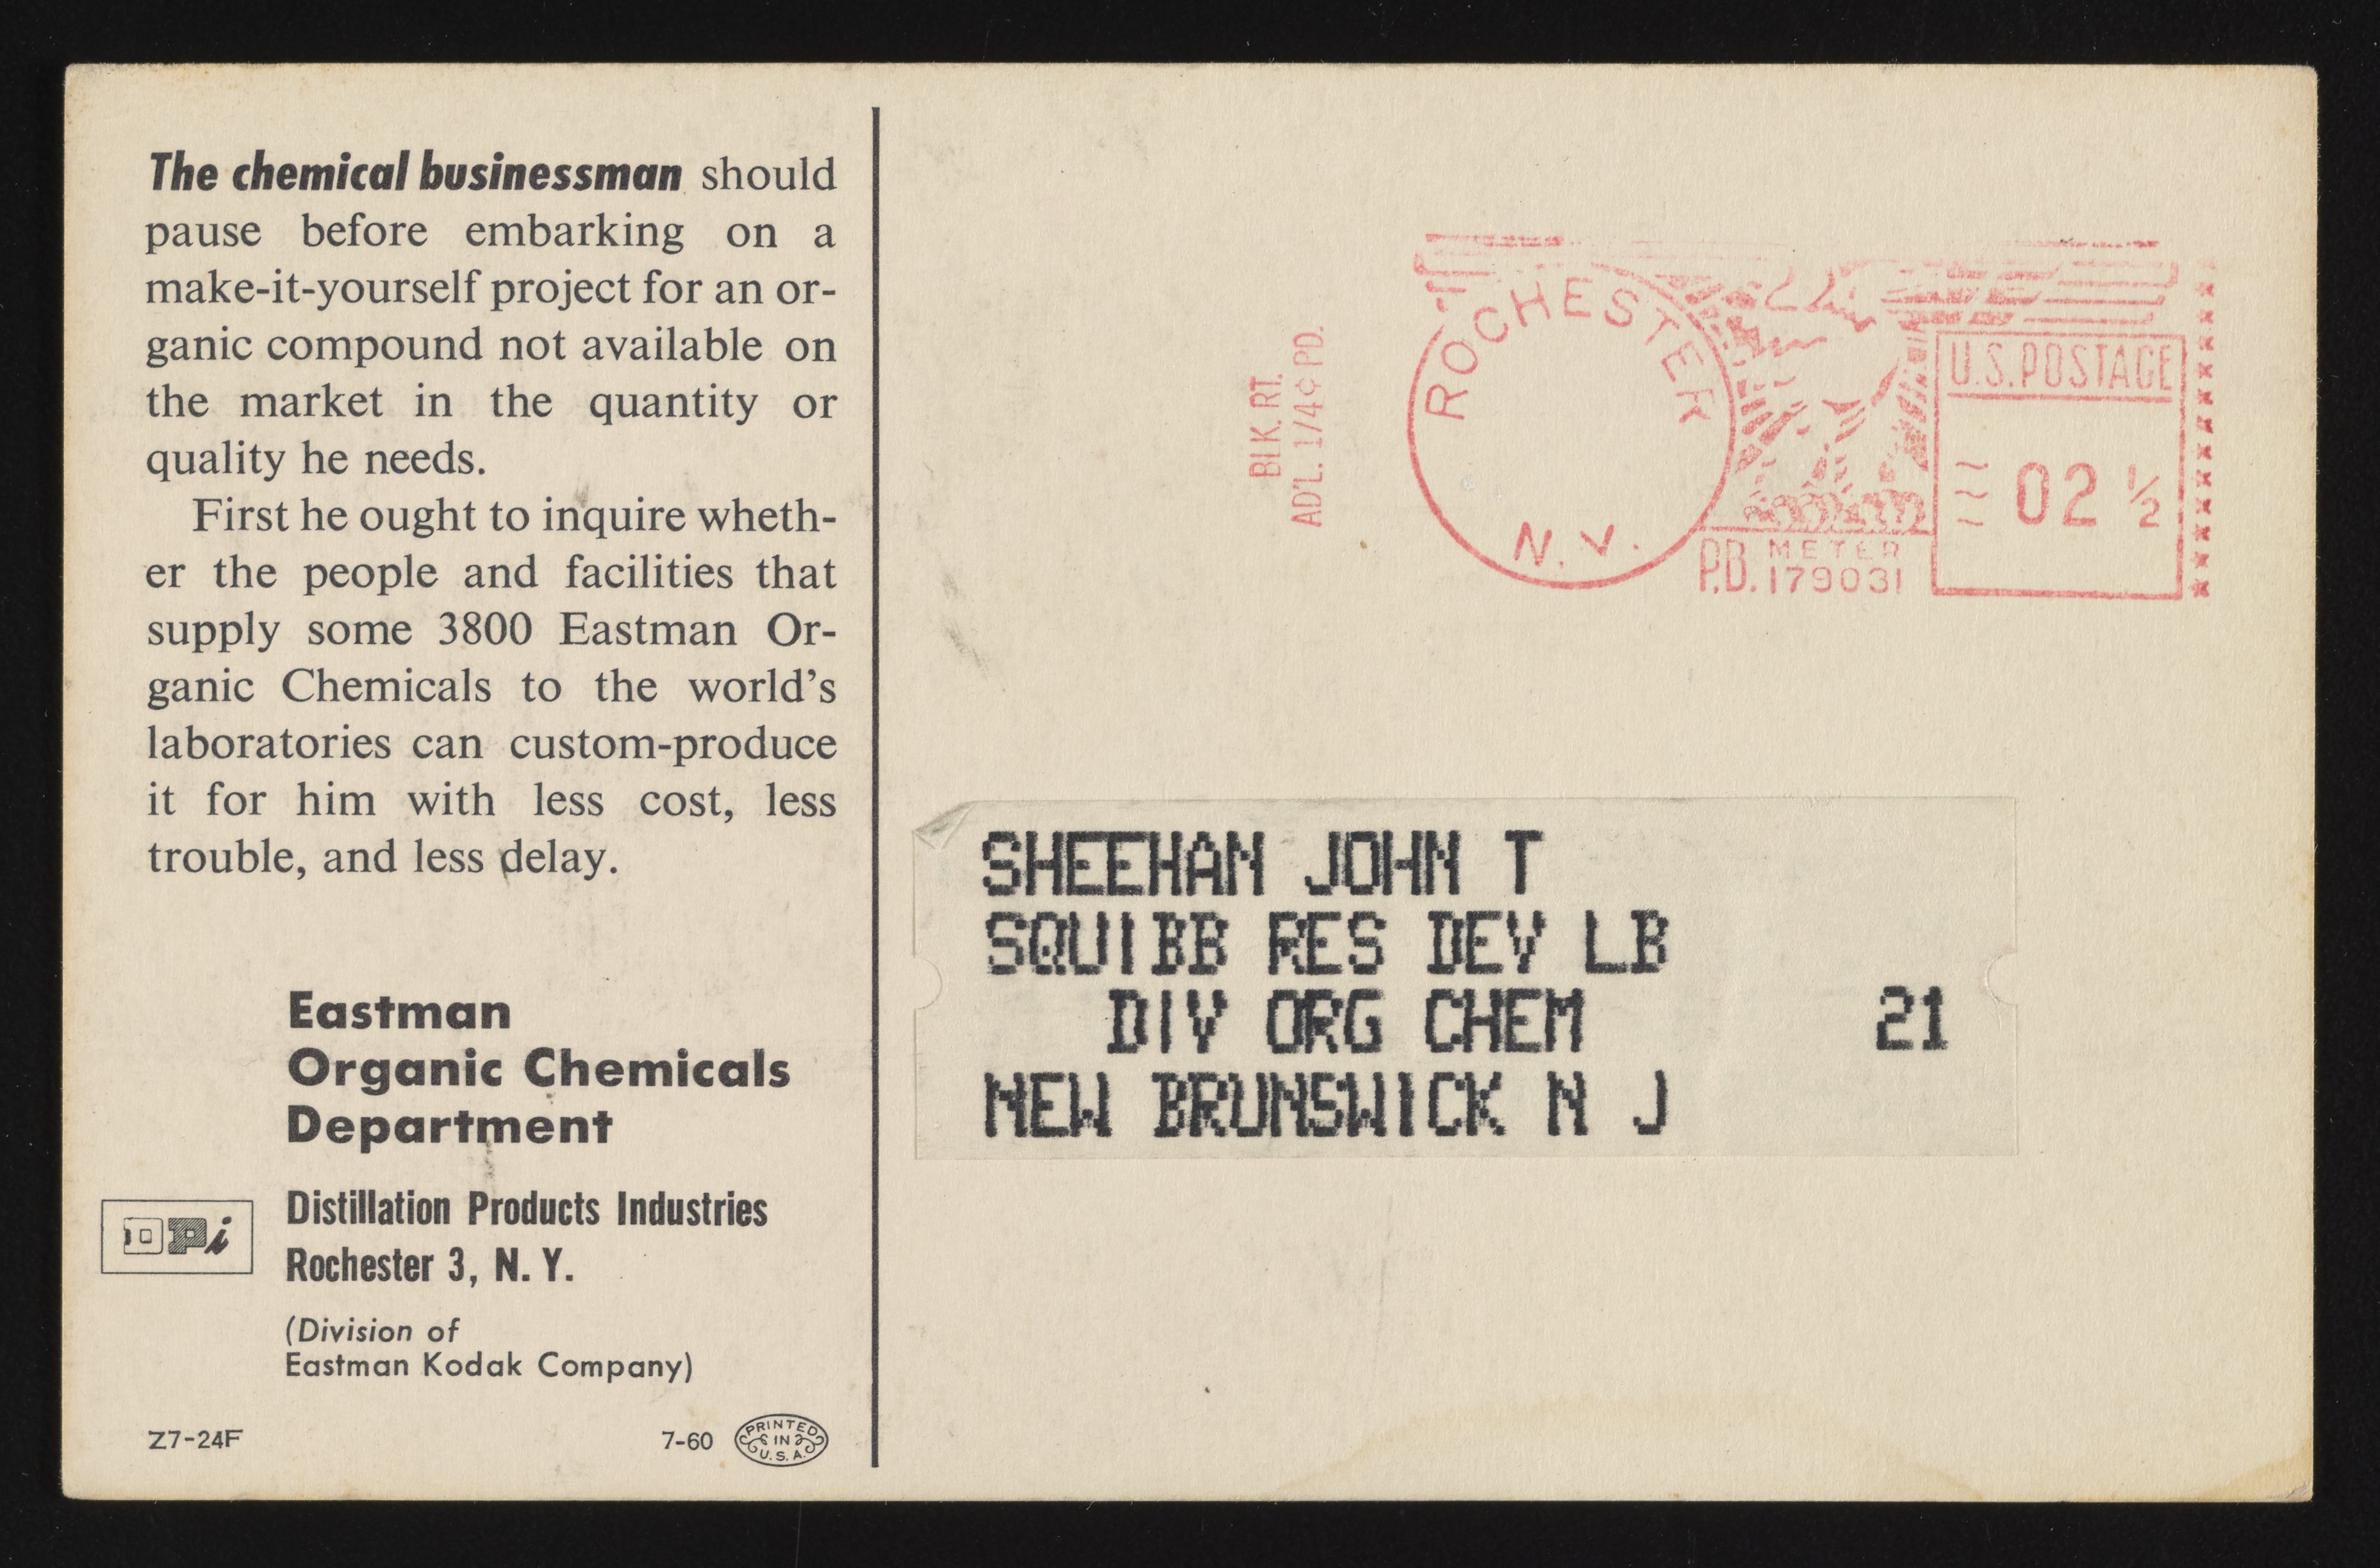 The chemical businessman should
pause before embarking on a
make-it-yourself project for an or-
ganic compound not available on
the market in the quantity or
quality he needs.
First he ought to inquire wheth-
er the people and facilities that
supply some 3800 Eastman Or-
ganic Chemicals to the world's
laboratories can custom-produce
it for him with less cost, less
trouble, and less delay.
Eastman
Organic Chemicals
Department
DPi
Distillation Products Industries
Rochester 3, N. Y.
(Division of
Eastman Kodak Company)
Z7-24F
7-60
PRINTED
IN
U.S.A.
BLK. RT.
AD'L. 1/4¢ PD.
ROCHESTER
N.Y.
U.S. POSTAGE
02 ½
P.B. METER
179031
SHEEHAN JOHN T
SQUIBB RES DEV LB
DIV ORG CHEM 21
NEW BRUNSWICK N J